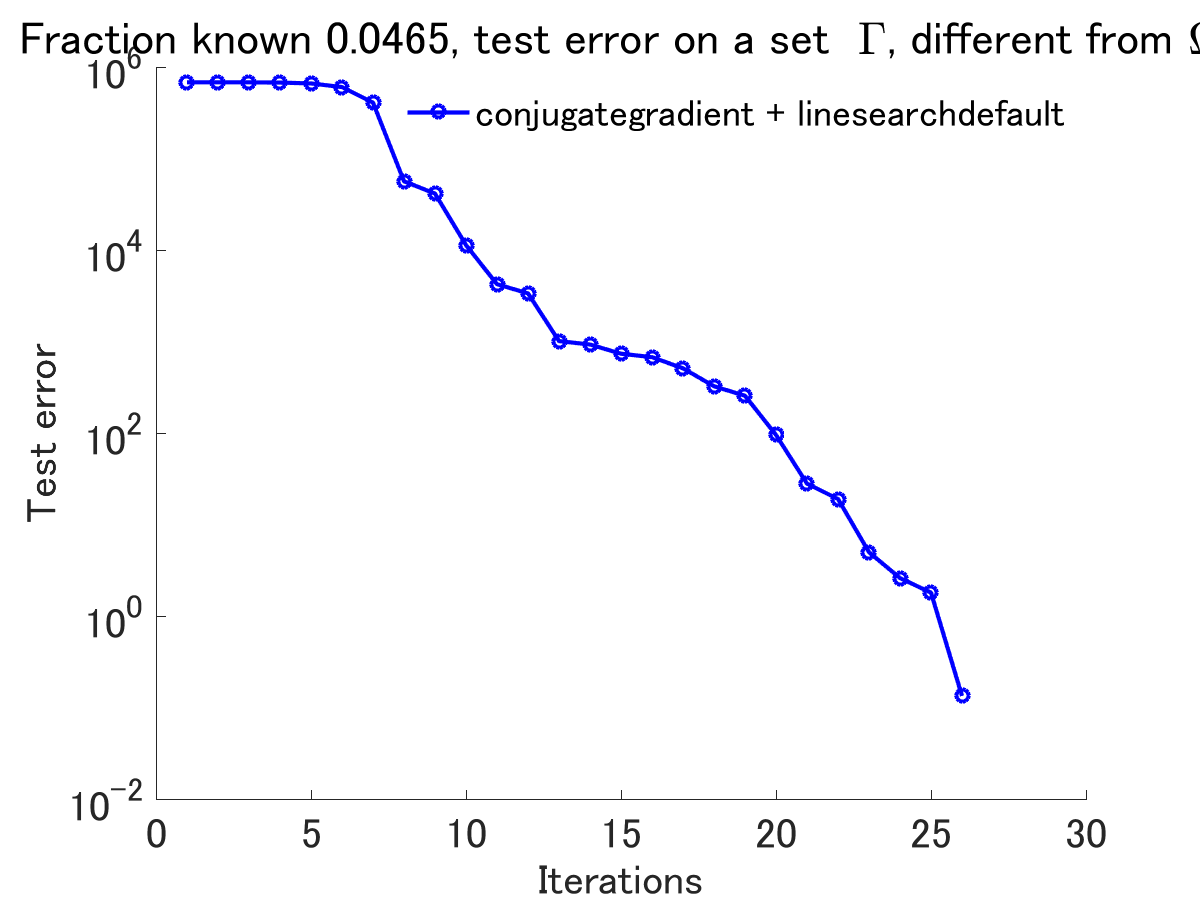 Fraction known 0.0465, test error on a set Γ, different from
10^6
conjugategradient + linesearchdefault
10^4
Test error
10^2
10^0
10^-2
0 5 10 15 20 25 30
Iterations